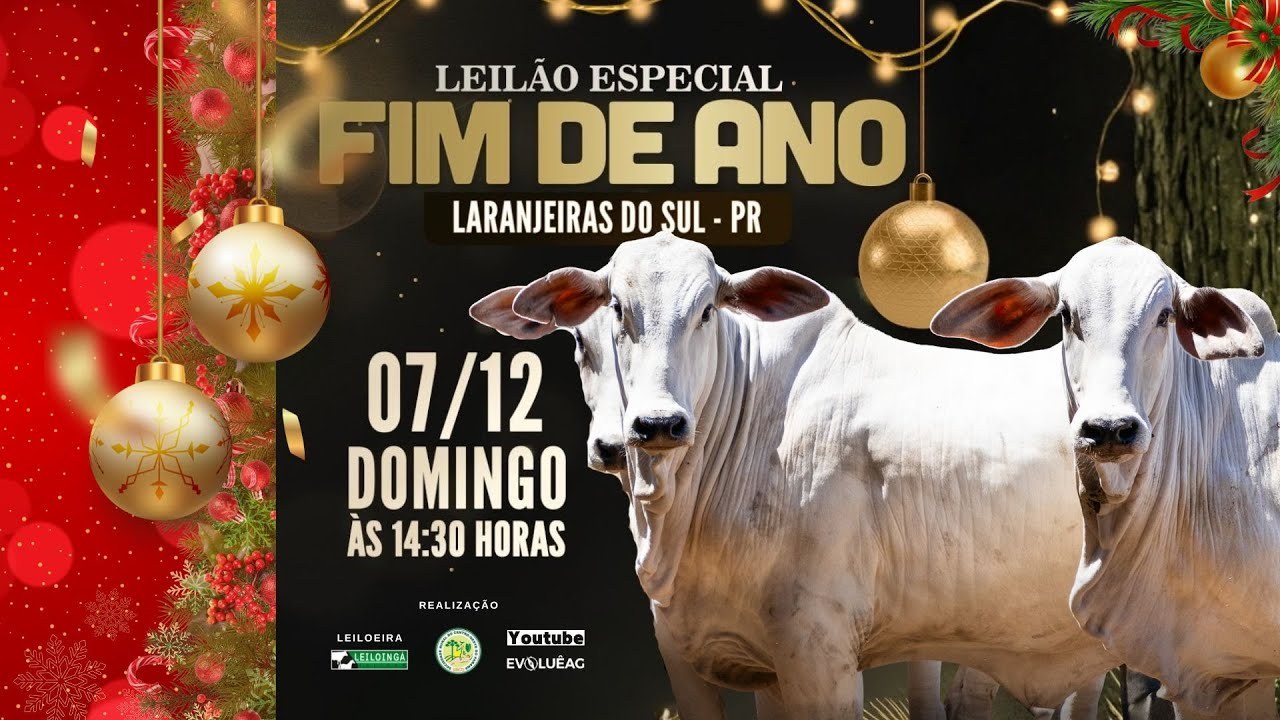 LEILÃO ESPECIAL
FIM DE ANO
LARANJEIRAS DO SUL - PR
07/12
DOMINGO
ÀS 14:30 HORAS
REALIZAÇÃO
LEILOEIRA
LEILOINGA
Youtube
EVOLUÊAG